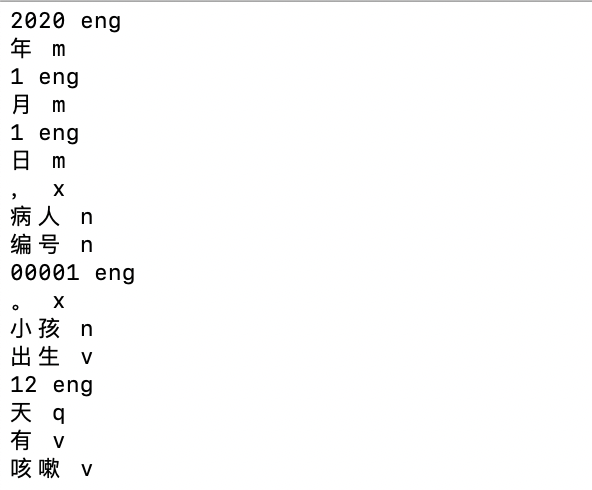 2020 eng
年 m
1 eng
月 m
1 eng
日 m
， x
病人 n
编号 n
00001 eng
。 x
小孩 n
出生 v
12 eng
天 q
有 v
咳嗽 v